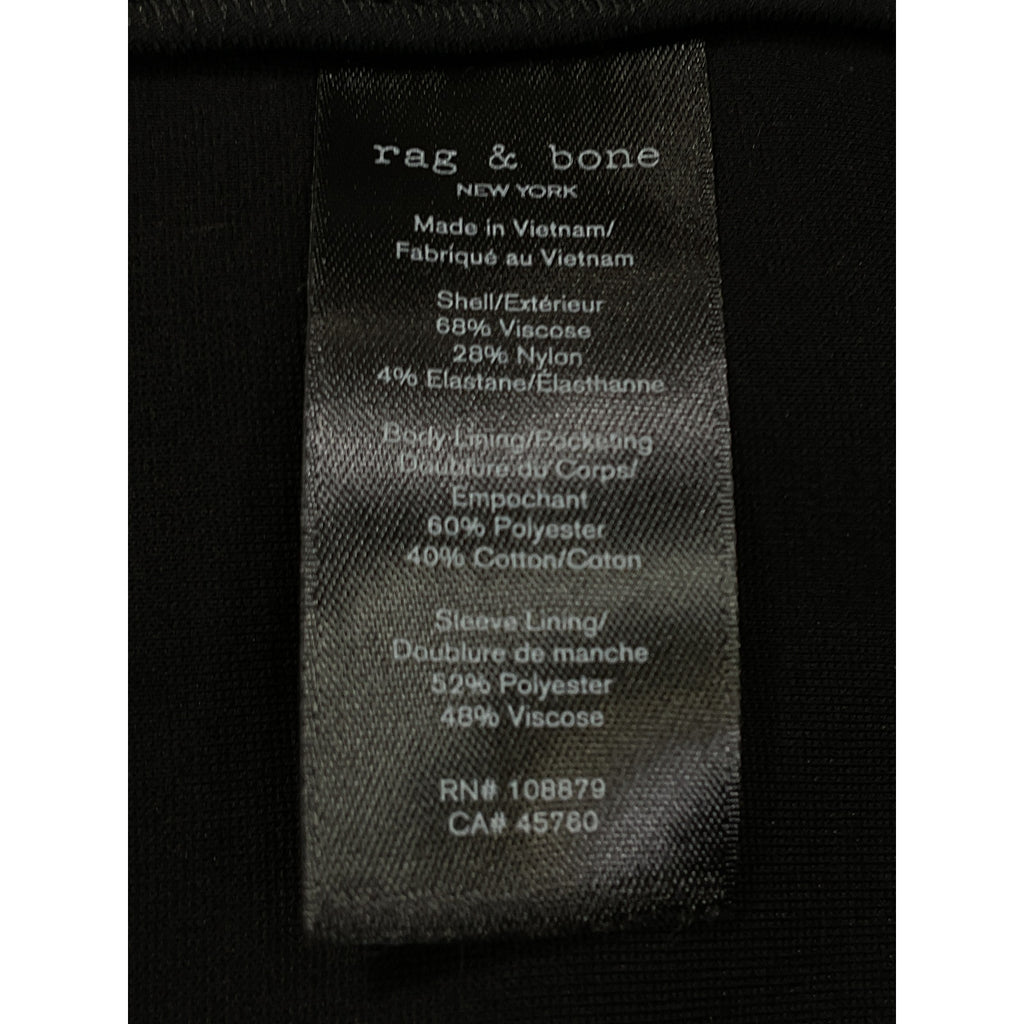 rag & bone
NEW YORK
Made in Vietnam/
Fabriqué au Vietnam
Shell/Extérieur
68% Viscose
28% Nylon
4% Elastane/Élasthanne
Body Lining/Pocketing
Doublure du Corps/
Empochant
60% Polyester
40% Cotton/Coton
Sleeve Lining/
Doublure de manche
52% Polyester
48% Viscose
RN# 108879
CA# 45760